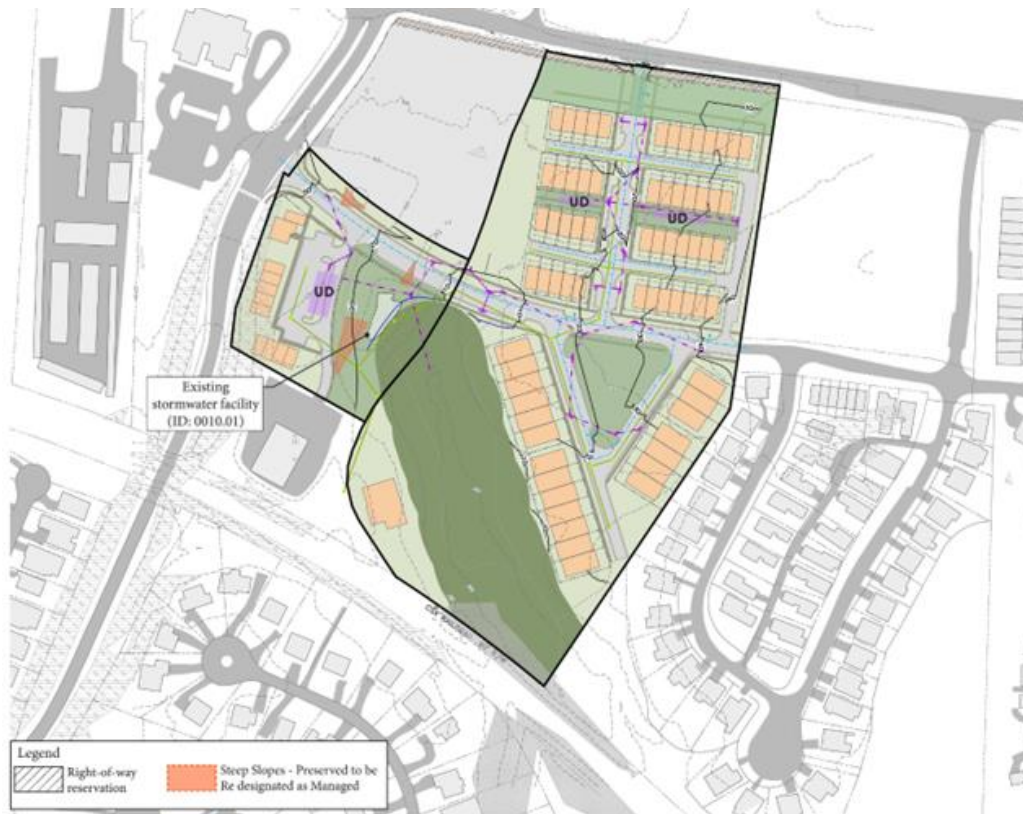 UD
UD
UD
Existing
stormwater facility
(ID: 0010.01)
Legend
Right-of-way
reservation
Steep Slopes - Preserved to be
Re designated as Managed